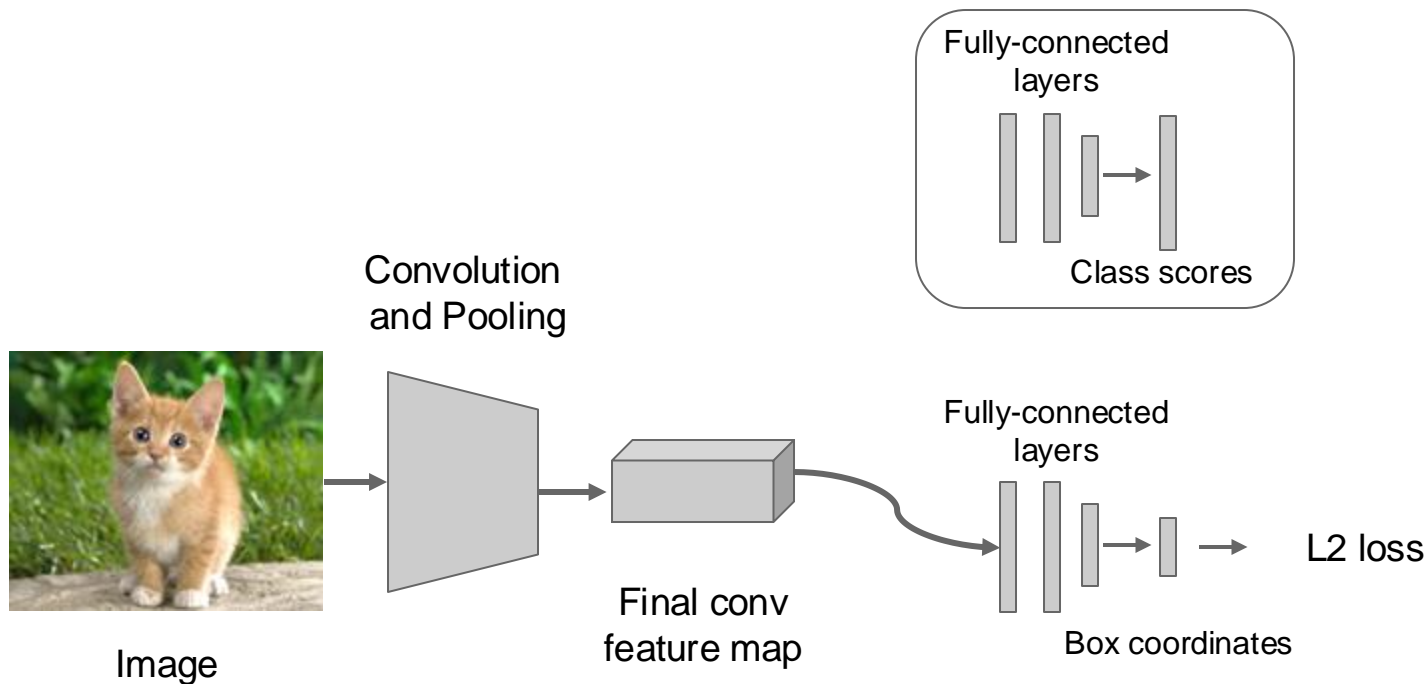 Fully-connected
layers
Class scores
Convolution
and Pooling
Fully-connected
layers
L2 loss
Final conv
feature map
Box coordinates
Image